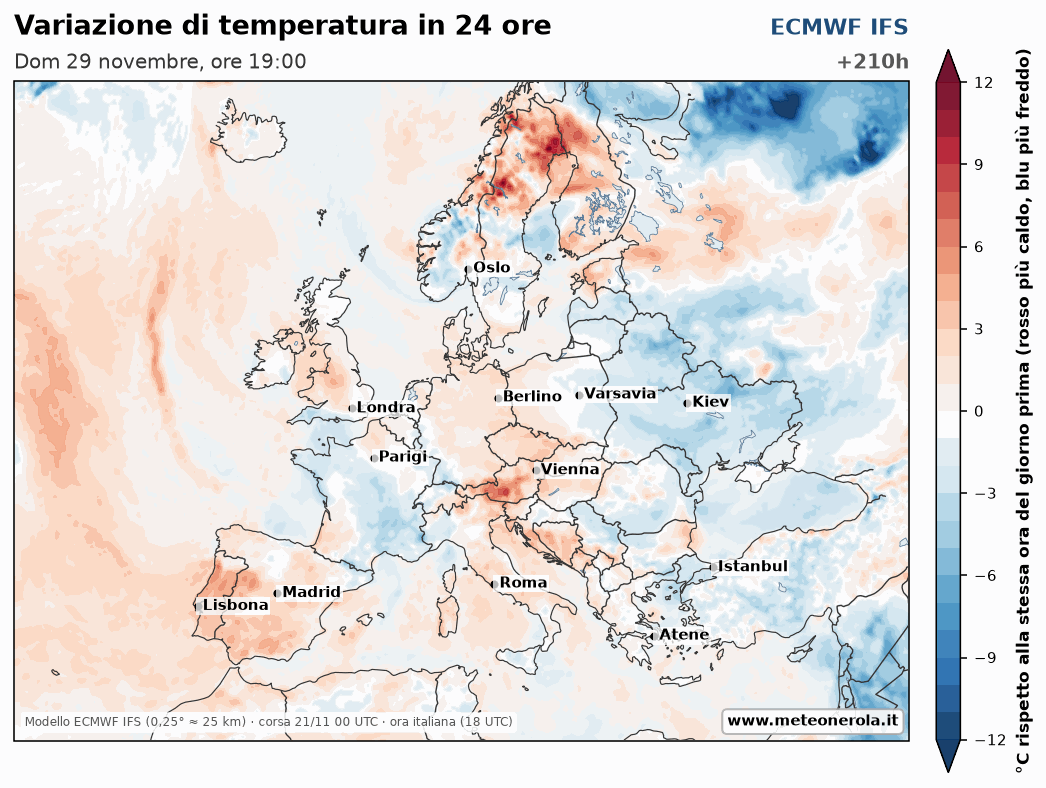 Variazione di temperatura in 24 ore
ECMWF IFS
Dom 29 novembre, ore 19:00
+210h
Oslo
Londra
Berlino
Varsavia
Kiev
Parigi
Vienna
Istanbul
Roma
Madrid
Lisbona
Atene
Modello ECMWF IFS (0,25° ≈ 25 km) · corsa 21/11 00 UTC · ora italiana (18 UTC)
www.meteonerola.it
12
9
6
3
0
−3
−6
−9
−12
°C rispetto alla stessa ora del giorno prima (rosso più caldo, blu più freddo)